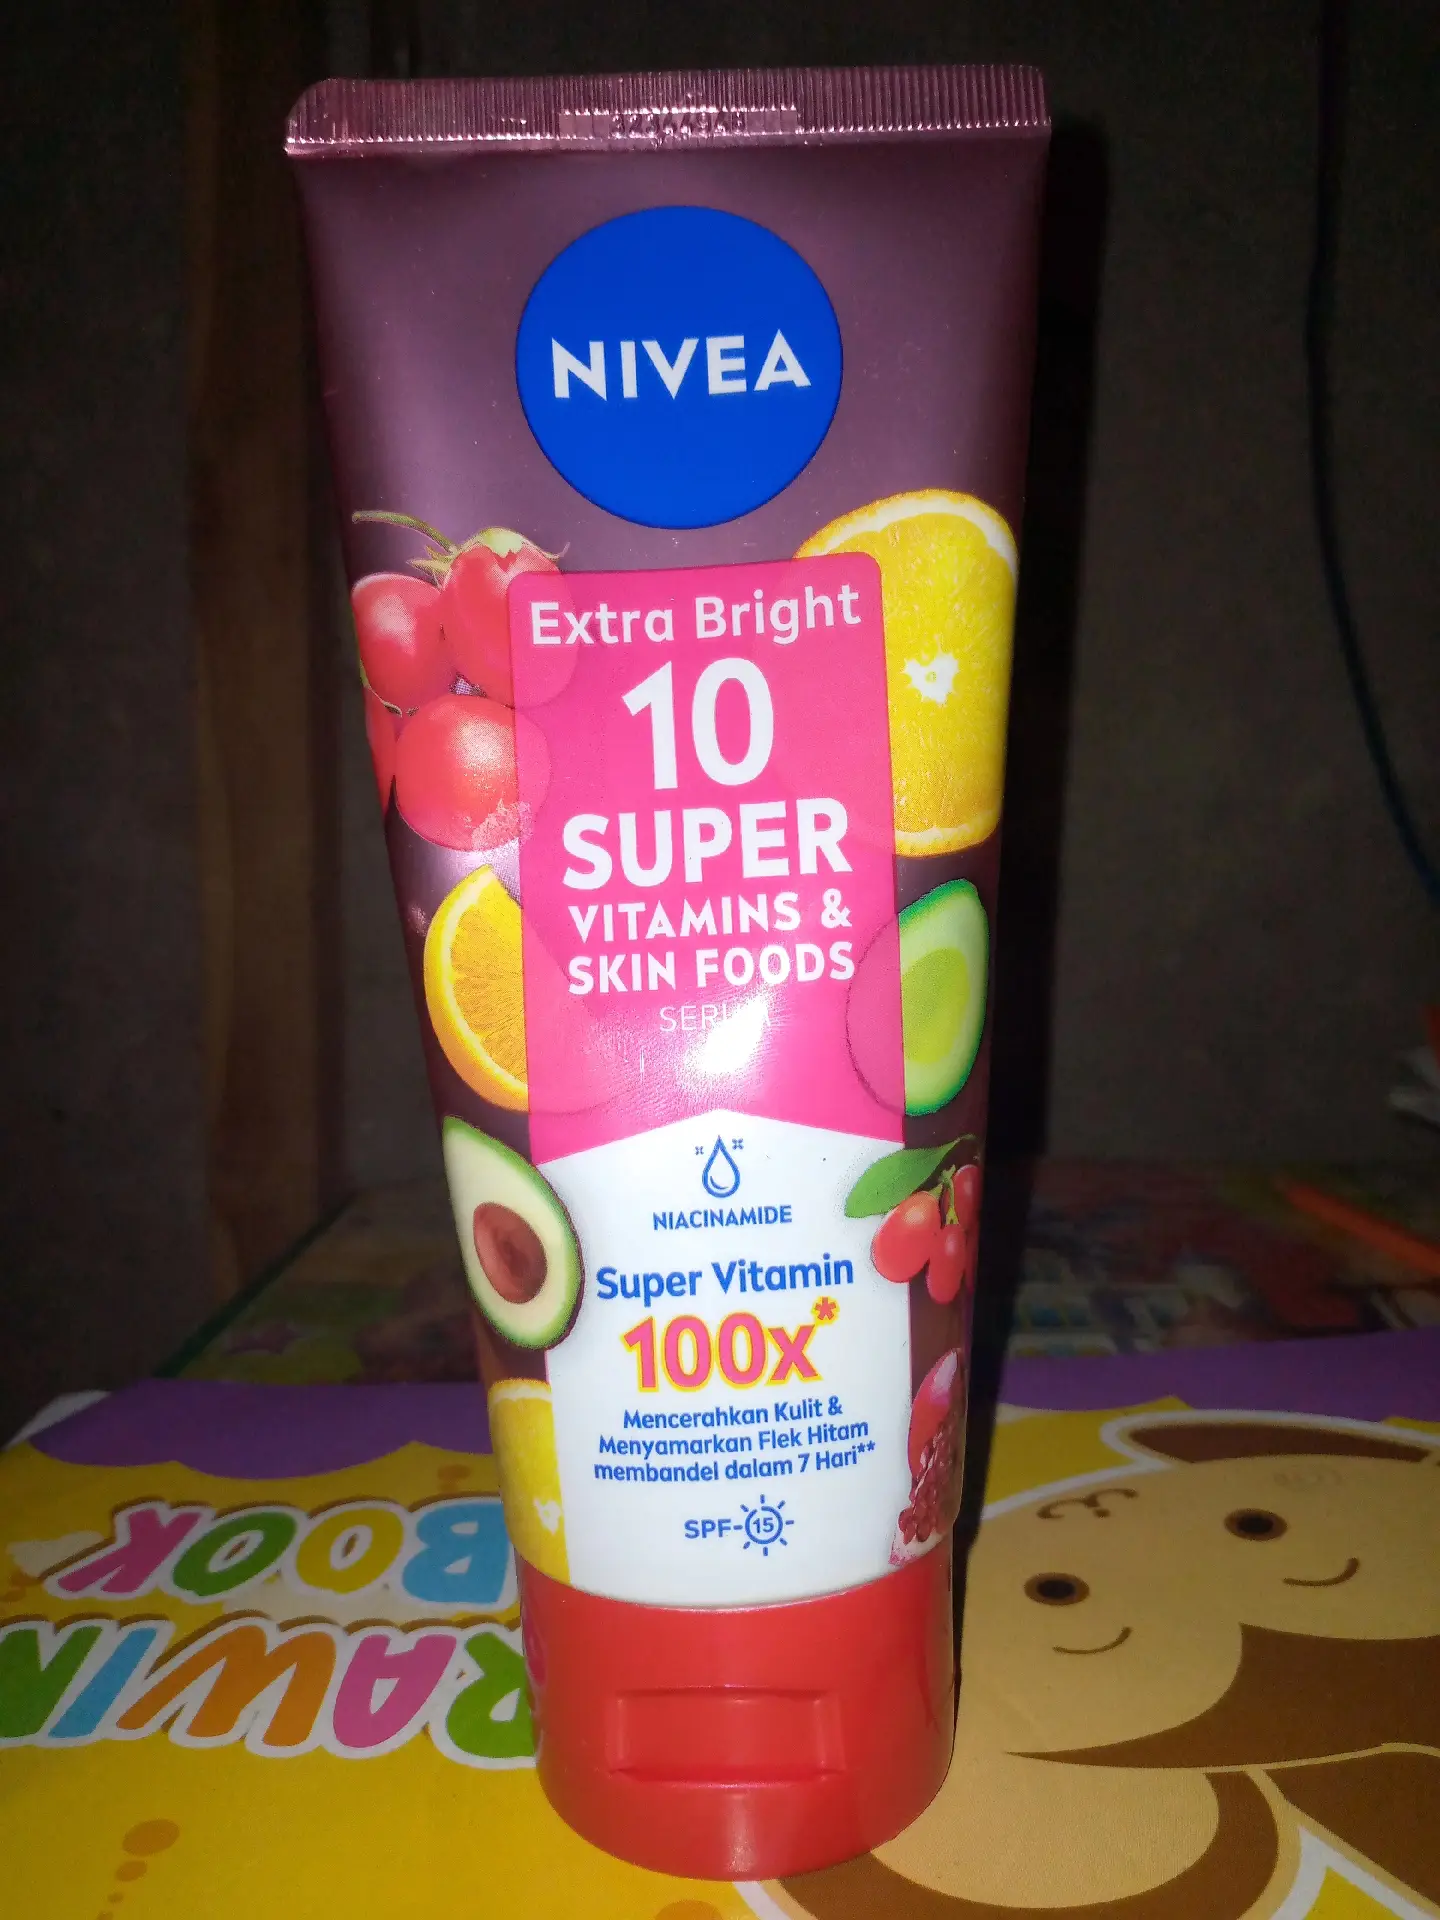 NIVEA
Extra Bright
10
SUPER
VITAMINS &
SKIN FOODS
NIACINAMIDE
Super Vitamin
100x*
Mencerahkan Kulit &
Menyamarkan Flek Hitam
membandel dalam 7 Hari**
SPF-15
BOOK